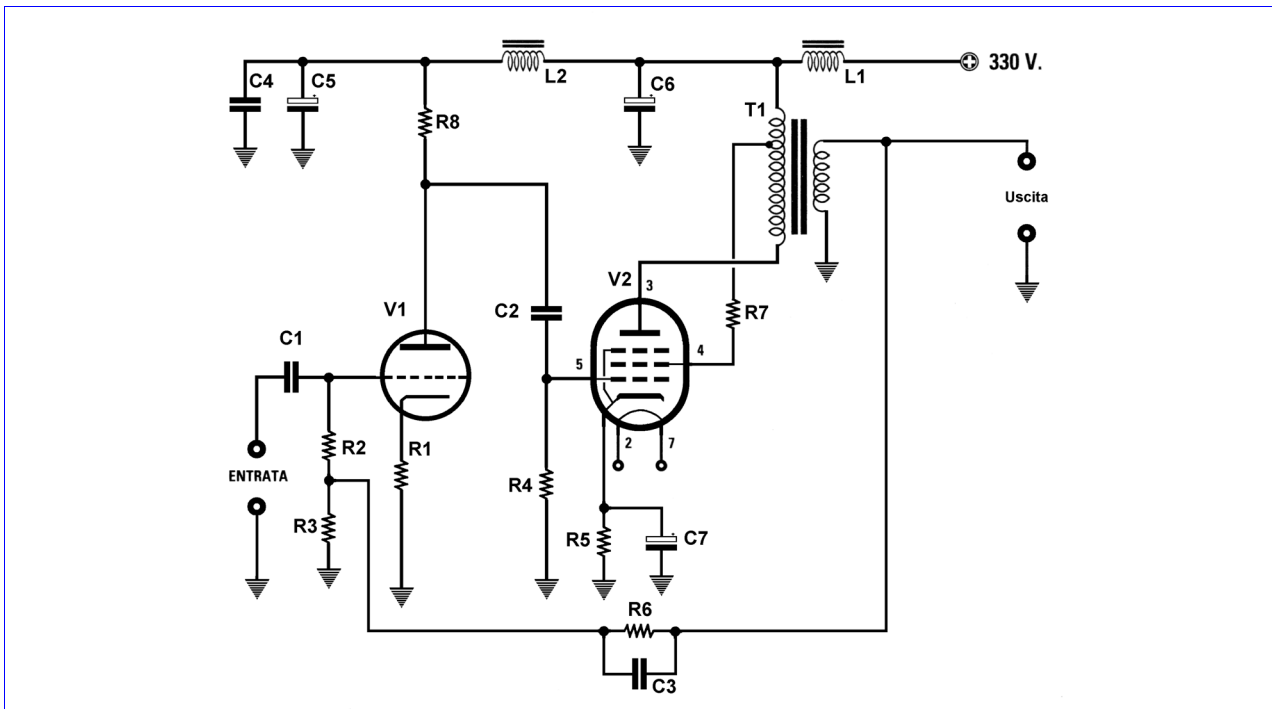 C4
C5
L2
C6
L1
330 V.
R8
T1
Uscita
V2
3
V1
C2
R7
C1
5
4
R2
R1
2
7
ENTRATA
R4
R3
R5
C7
R6
C3